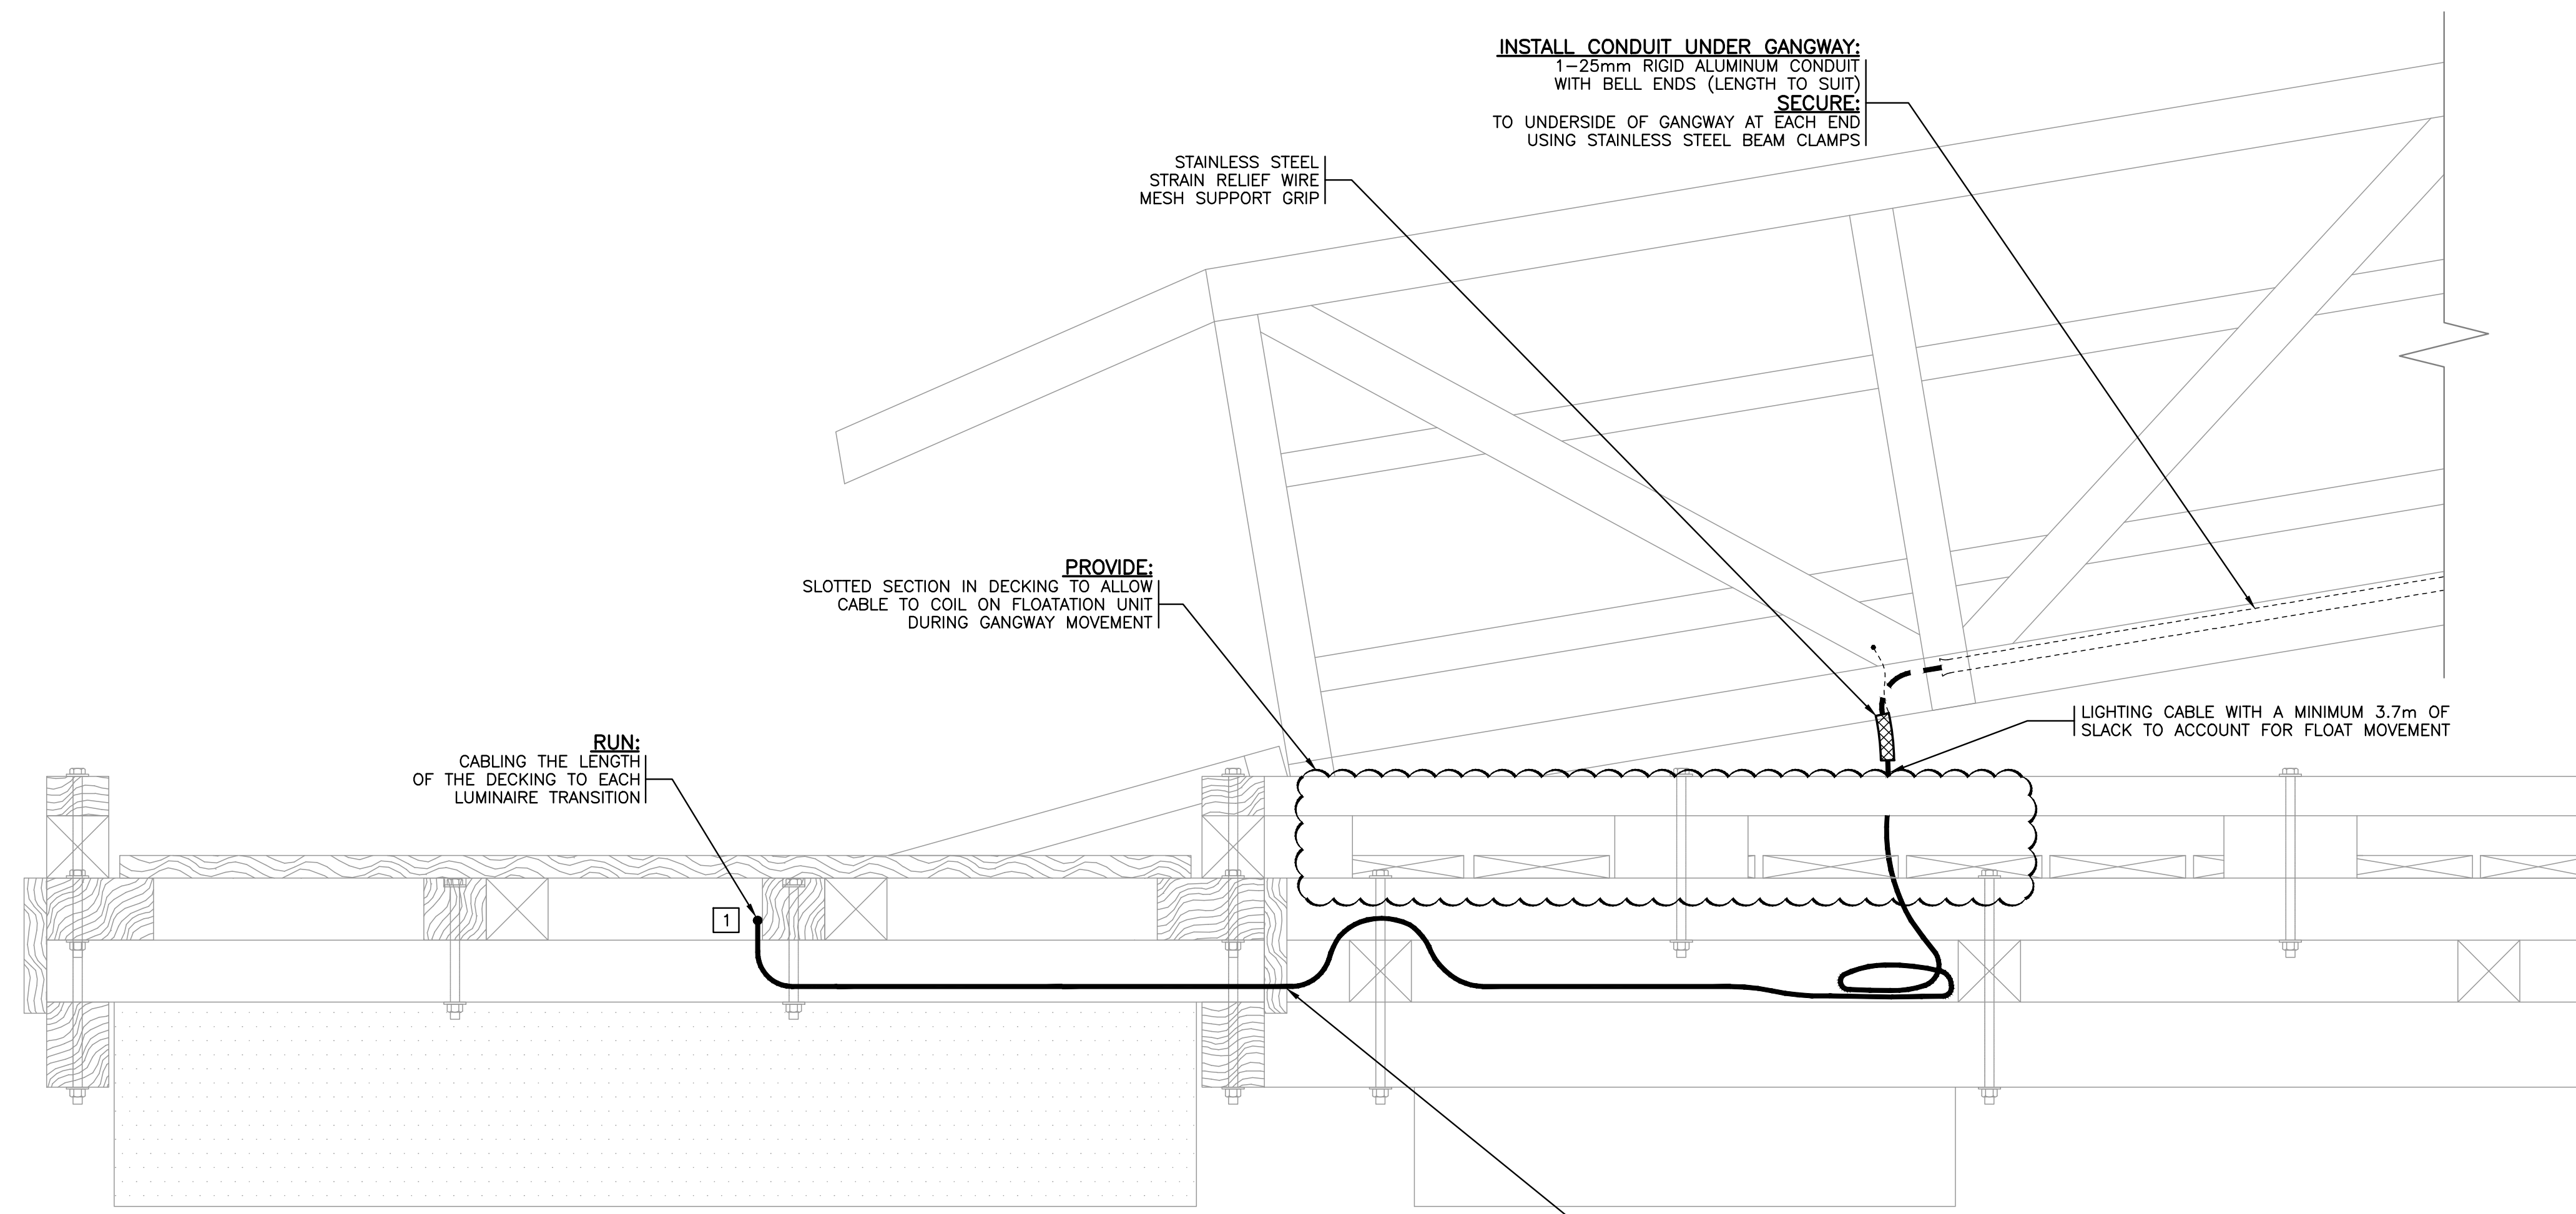 INSTALL CONDUIT UNDER GANGWAY:
1-25mm RIGID ALUMINUM CONDUIT
WITH BELL ENDS (LENGTH TO SUIT)
SECURE:
TO UNDERSIDE OF GANGWAY AT EACH END
USING STAINLESS STEEL BEAM CLAMPS
STAINLESS STEEL
STRAIN RELIEF WIRE
MESH SUPPORT GRIP
PROVIDE:
SLOTTED SECTION IN DECKING TO ALLOW
CABLE TO COIL ON FLOATATION UNIT
DURING GANGWAY MOVEMENT
LIGHTING CABLE WITH A MINIMUM 3.7m OF
SLACK TO ACCOUNT FOR FLOAT MOVEMENT
RUN:
CABLING THE LENGTH
OF THE DECKING TO EACH
LUMINAIRE TRANSITION
1